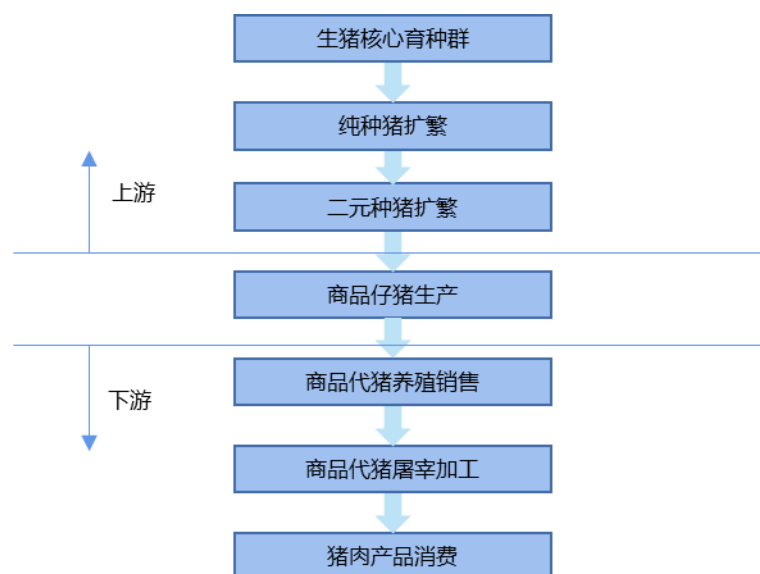 生猪核心育种群
纯种猪扩繁
上游
二元种猪扩繁
商品仔猪生产
商品代猪养殖销售
下游
商品代猪屠宰加工
猪肉产品消费